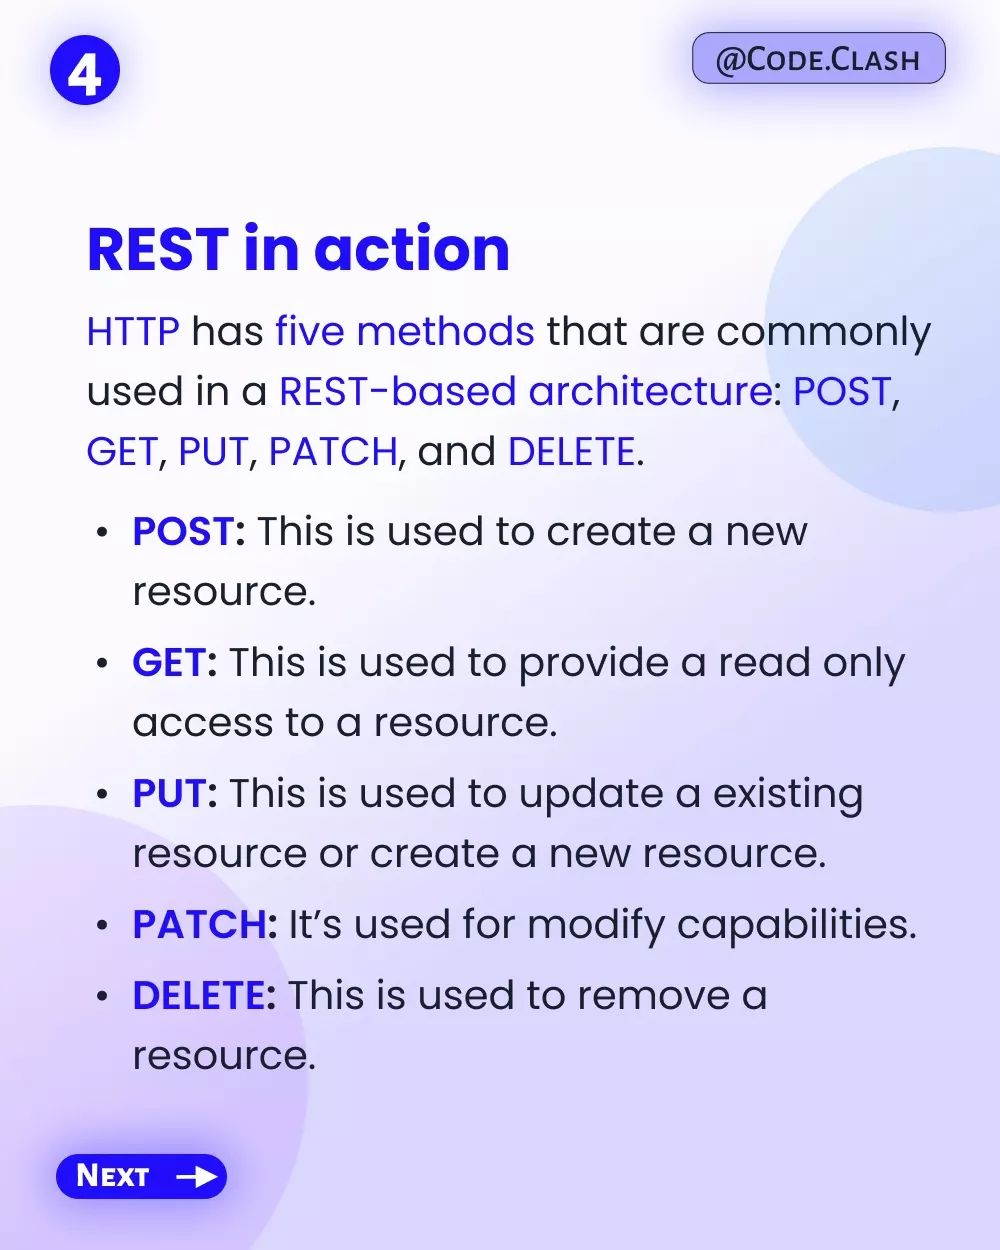 4
@Code.Clash
REST in action
HTTP has five methods that are commonly
used in a REST-based architecture: POST,
GET, PUT, PATCH, and DELETE.
• POST: This is used to create a new
resource.
• GET: This is used to provide a read only
access to a resource.
• PUT: This is used to update a existing
resource or create a new resource.
• PATCH: It’s used for modify capabilities.
• DELETE: This is used to remove a
resource.
Next